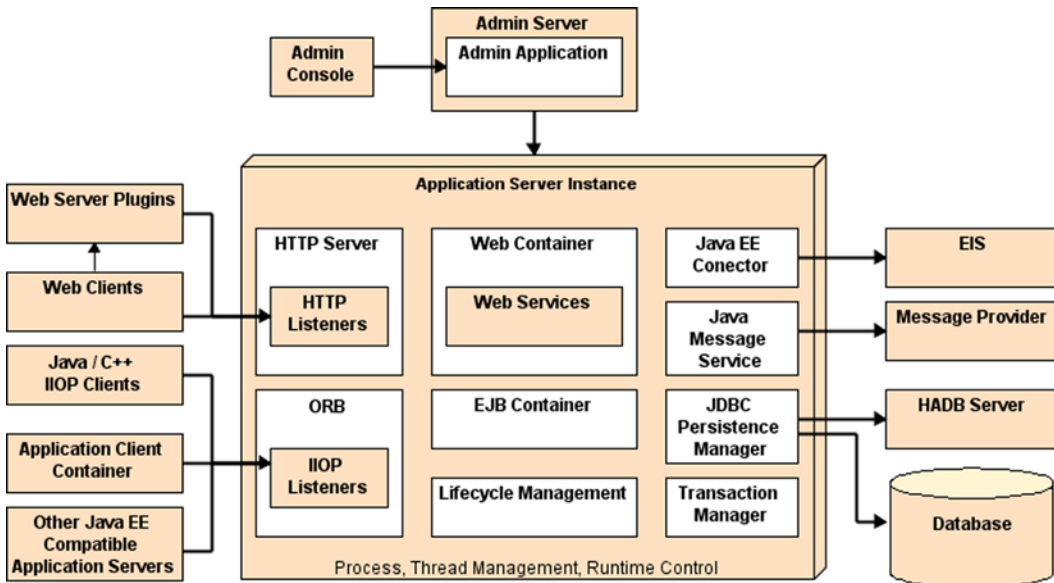 Admin Server
Admin
Console
Admin Application
Application Server Instance
Web Server Plugins
Web Clients
Java / C++
IIOP Clients
Application Client
Container
Other Java EE
Compatible
Application Servers
HTTP Server
HTTP
Listeners
ORB
IIOP
Listeners
Web Container
Web Services
EJB Container
Lifecycle Management
Java EE
Conector
Java
Message
Service
JDBC
Persistence
Manager
Transaction
Manager
EIS
Message Provider
HADB Server
Database
Process, Thread Management, Runtime Control